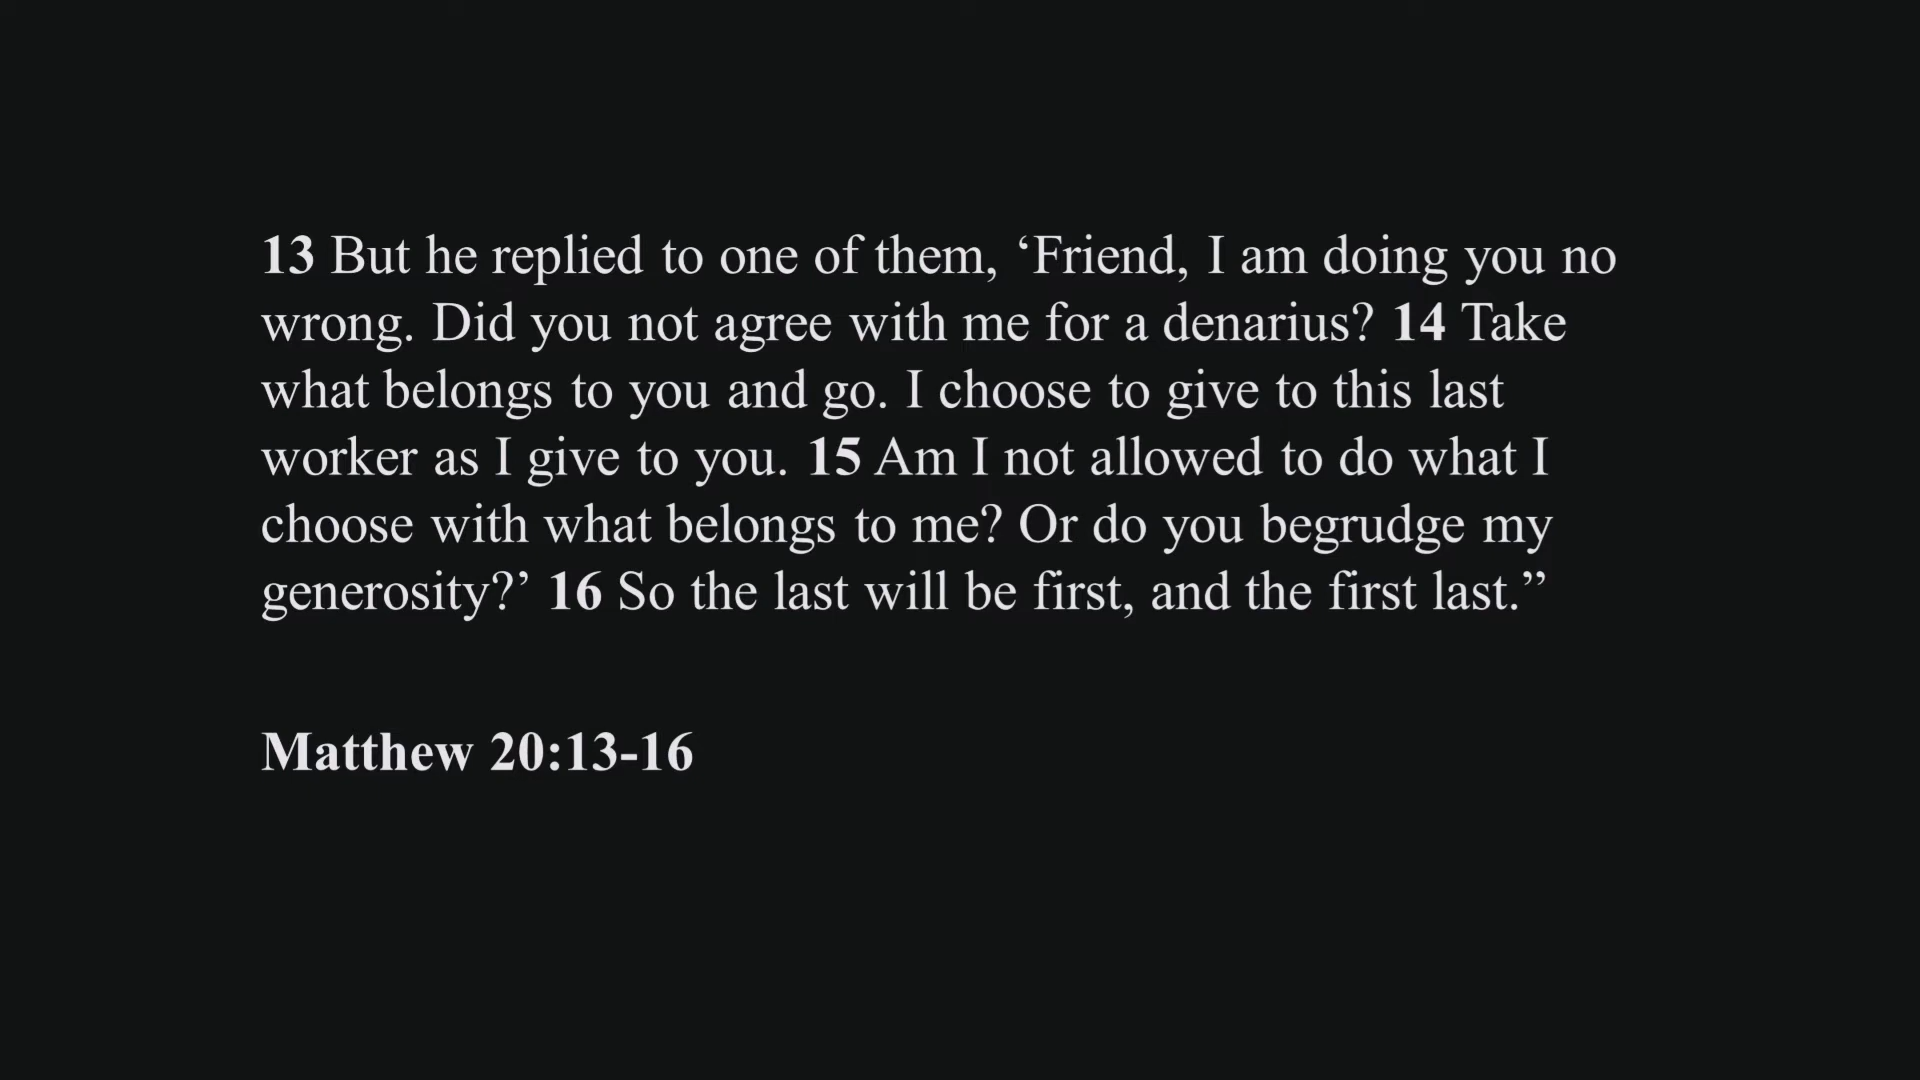 13 But he replied to one of them, ‘Friend, I am doing you no
wrong. Did you not agree with me for a denarius? 14 Take
what belongs to you and go. I choose to give to this last
worker as I give to you. 15 Am I not allowed to do what I
choose with what belongs to me? Or do you begrudge my
generosity?’ 16 So the last will be first, and the first last.”
Matthew 20:13-16